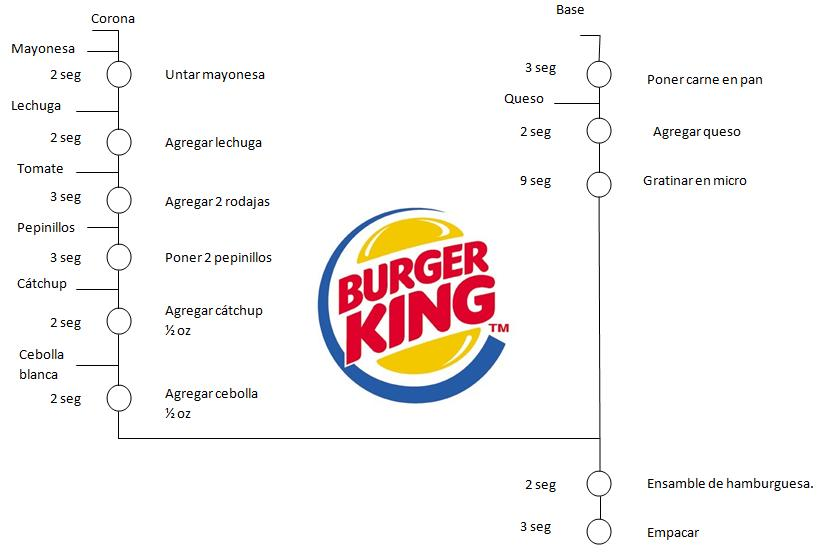 Corona
Mayonesa
2 seg
Untar mayonesa
Lechuga
2 seg
Agregar lechuga
Tomate
3 seg
Agregar 2 rodajas
Pepinillos
3 seg
Poner 2 pepinillos
Cátchup
2 seg
Agregar cátchup
½ oz
Cebolla
blanca
2 seg
Agregar cebolla
½ oz
BURGER
KING
TM
Base
3 seg
Poner carne en pan
Queso
2 seg
Agregar queso
9 seg
Gratinar en micro
2 seg
Ensamble de hamburguesa.
3 seg
Empacar